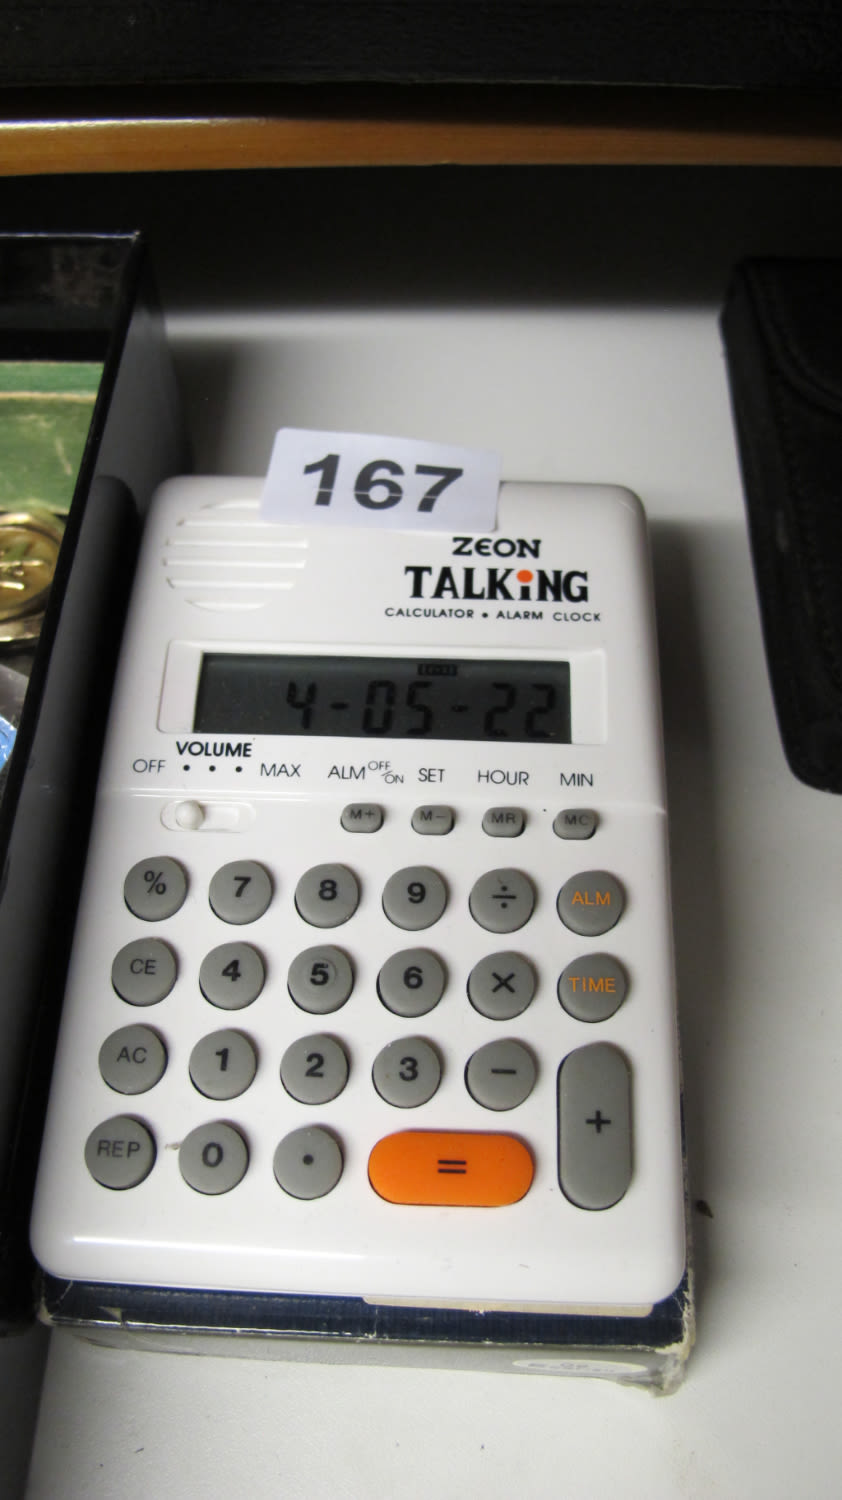 167
ZEON
TALKiNG
CALCULATOR • ALARM CLOCK
4-05-22
VOLUME
OFF • • • MAX ALM OFF/ON SET HOUR MIN
M+ M− MR MC
% 7 8 9 ÷ ALM
CE 4 5 6 × TIME
AC 1 2 3 −
+
REP 0 • =